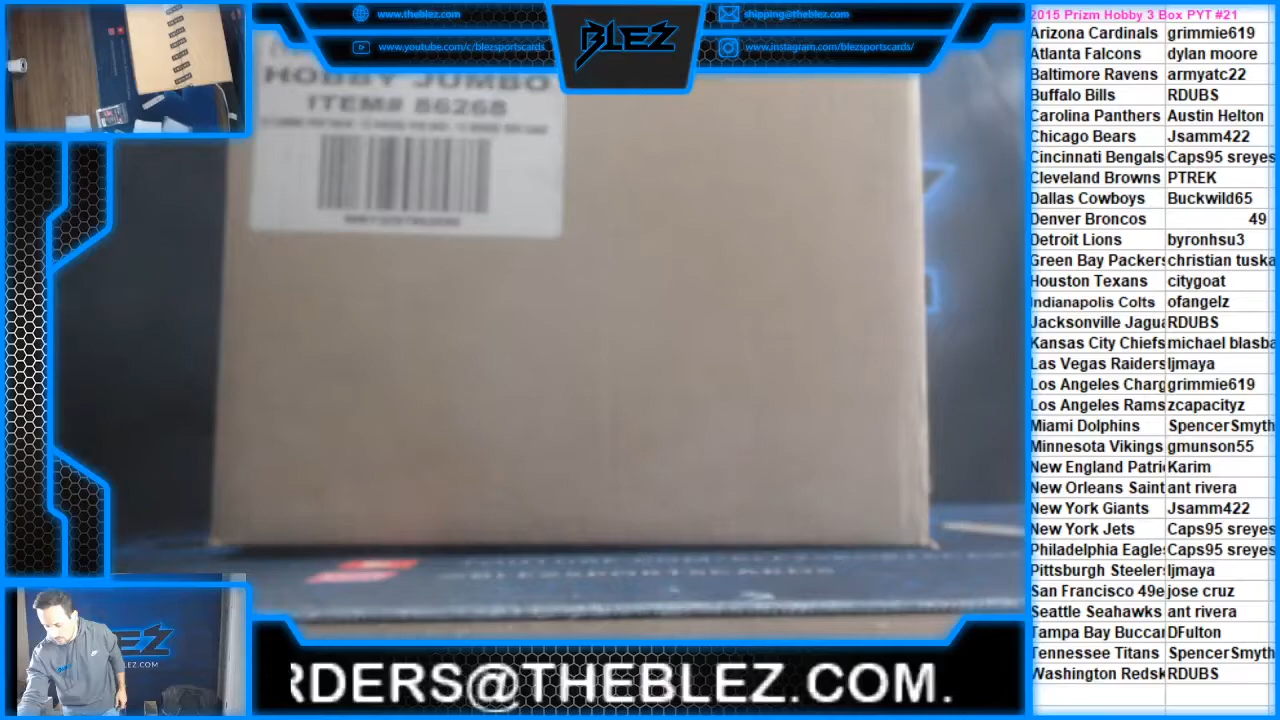 www.theblez.com
shipping@theblez.com
www.youtube.com/c/blezsportscards
www.instagram.com/blezsportscards/
BLEZ
HOBBY JUMBO
ITEM# 86268
#BLEZSPORTSCARDS
RDERS@THEBLEZ.COM.
2015 Prizm Hobby 3 Box PYT #21
Arizona Cardinals grimmie619
Atlanta Falcons dylan moore
Baltimore Ravens armyatc22
Buffalo Bills RDUBS
Carolina Panthers Austin Helton
Chicago Bears Jsamm422
Cincinnati Bengals Caps95 sreyes
Cleveland Browns PTREK
Dallas Cowboys Buckwild65
Denver Broncos 49
Detroit Lions byronhsu3
Green Bay Packers christian tuska
Houston Texans citygoat
Indianapolis Colts ofangelz
Jacksonville Jagua RDUBS
Kansas City Chiefs michael blasba
Las Vegas Raiders ljmaya
Los Angeles Charg grimmie619
Los Angeles Rams zcapacityz
Miami Dolphins SpencerSmyth
Minnesota Vikings gmunson55
New England Patri Karim
New Orleans Saint ant rivera
New York Giants Jsamm422
New York Jets Caps95 sreyes
Philadelphia Eagle Caps95 sreyes
Pittsburgh Steeler ljmaya
San Francisco 49e jose cruz
Seattle Seahawks ant rivera
Tampa Bay Buccar DFulton
Tennessee Titans SpencerSmyth
Washington Redsk RDUBS